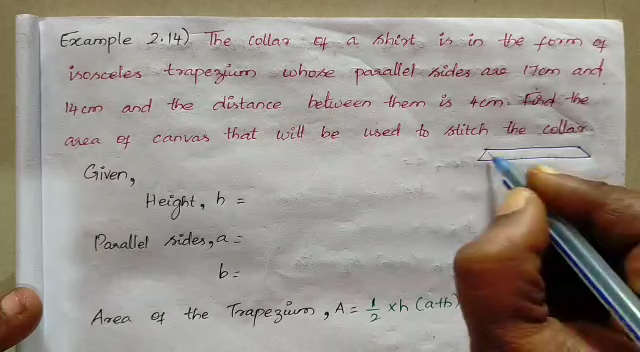 Example 2.14) The collar of a shirt is in the form of
isosceles trapezium whose parallel sides are 17cm and
14cm and the distance between them is 4cm. Find the
area of canvas that will be used to stitch the collar
Given,
Height, h =
Parallel sides, a =
b =
Area of the Trapezium, A = 1/2 × h (a+b)